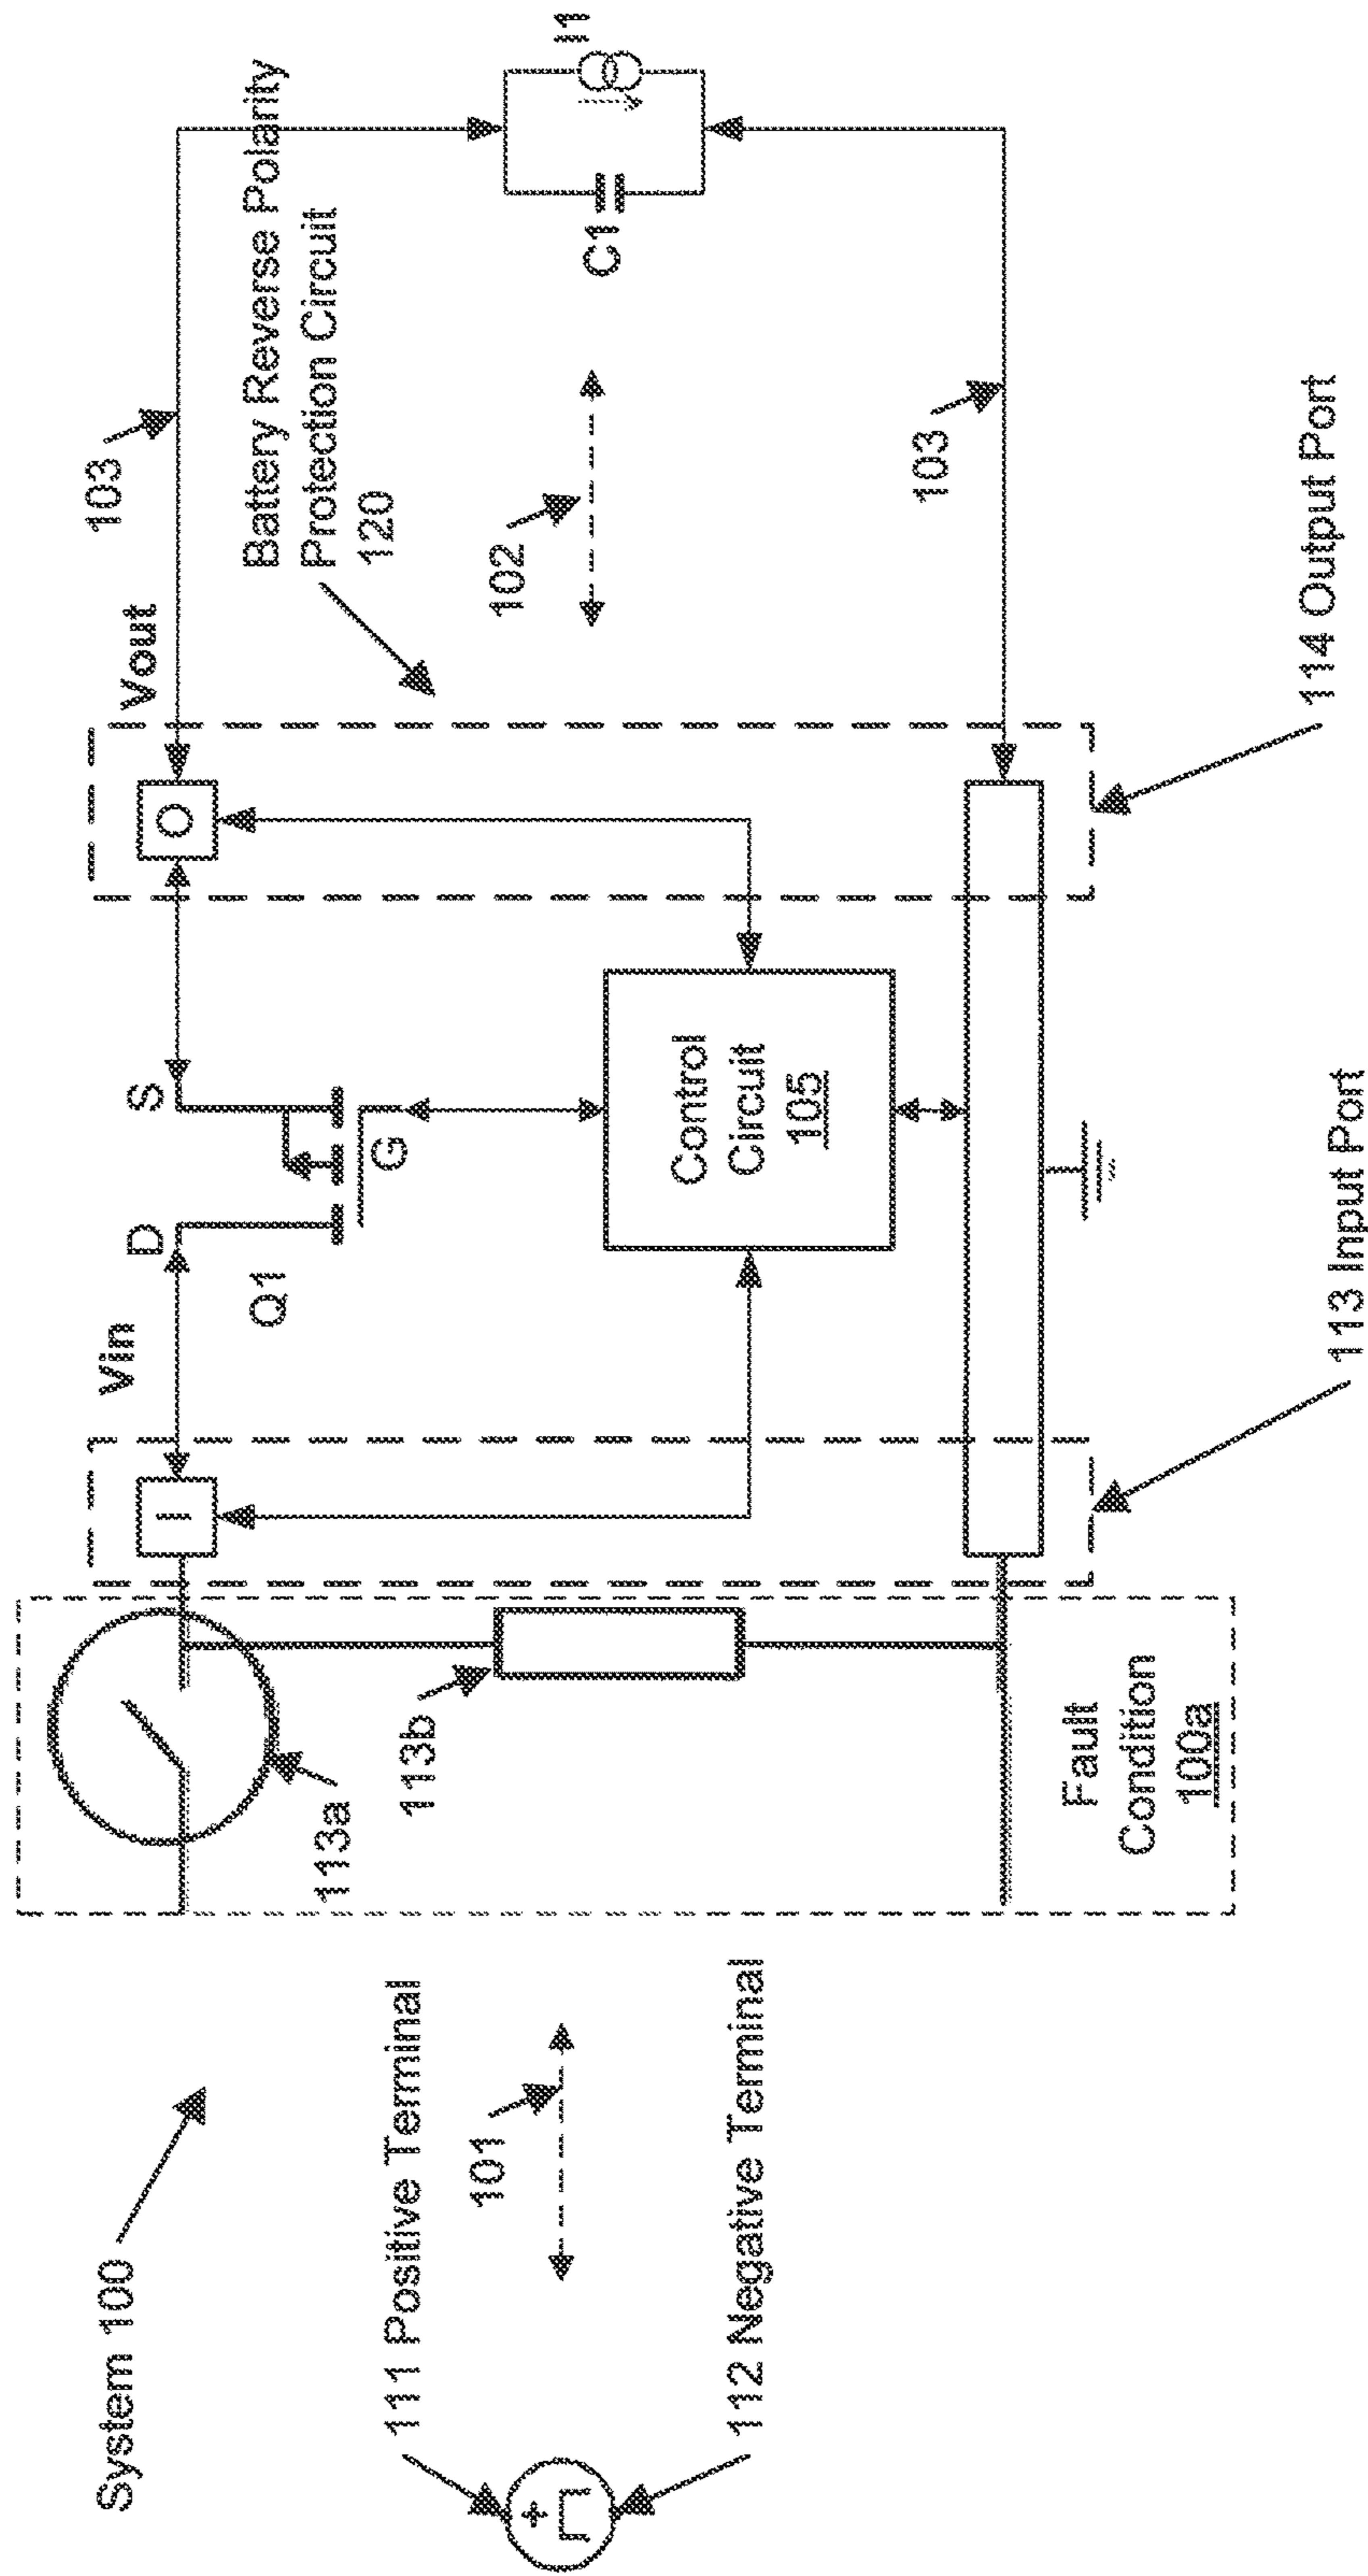 System 100
111 Positive Terminal
101
112 Negative Terminal
113a
113b
Fault
Condition
100a
I
Vin
D
S
Q1
G
Control
Circuit
105
113 Input Port
O
Vout
114 Output Port
Battery Reverse Polarity
Protection Circuit
120
103
102
103
C1
I1
+